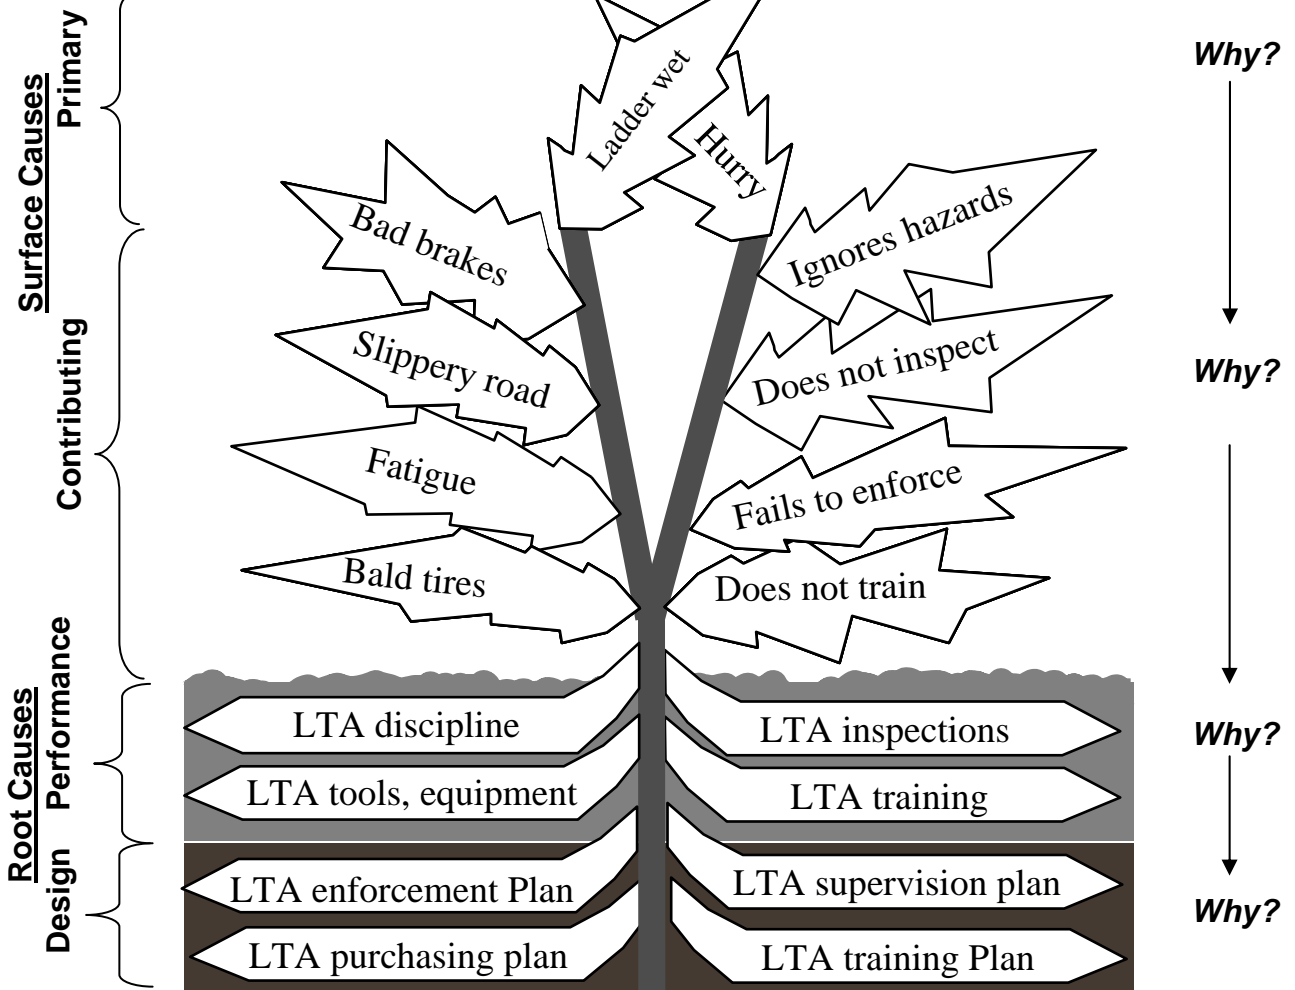 Surface Causes
Primary
Contributing
Root Causes
Performance
Design
Ladder wet
Hurry
Bad brakes
Ignores hazards
Slippery road
Does not inspect
Fatigue
Fails to enforce
Bald tires
Does not train
LTA discipline
LTA inspections
LTA tools, equipment
LTA training
LTA enforcement Plan
LTA supervision plan
LTA purchasing plan
LTA training Plan
Why?
Why?
Why?
Why?